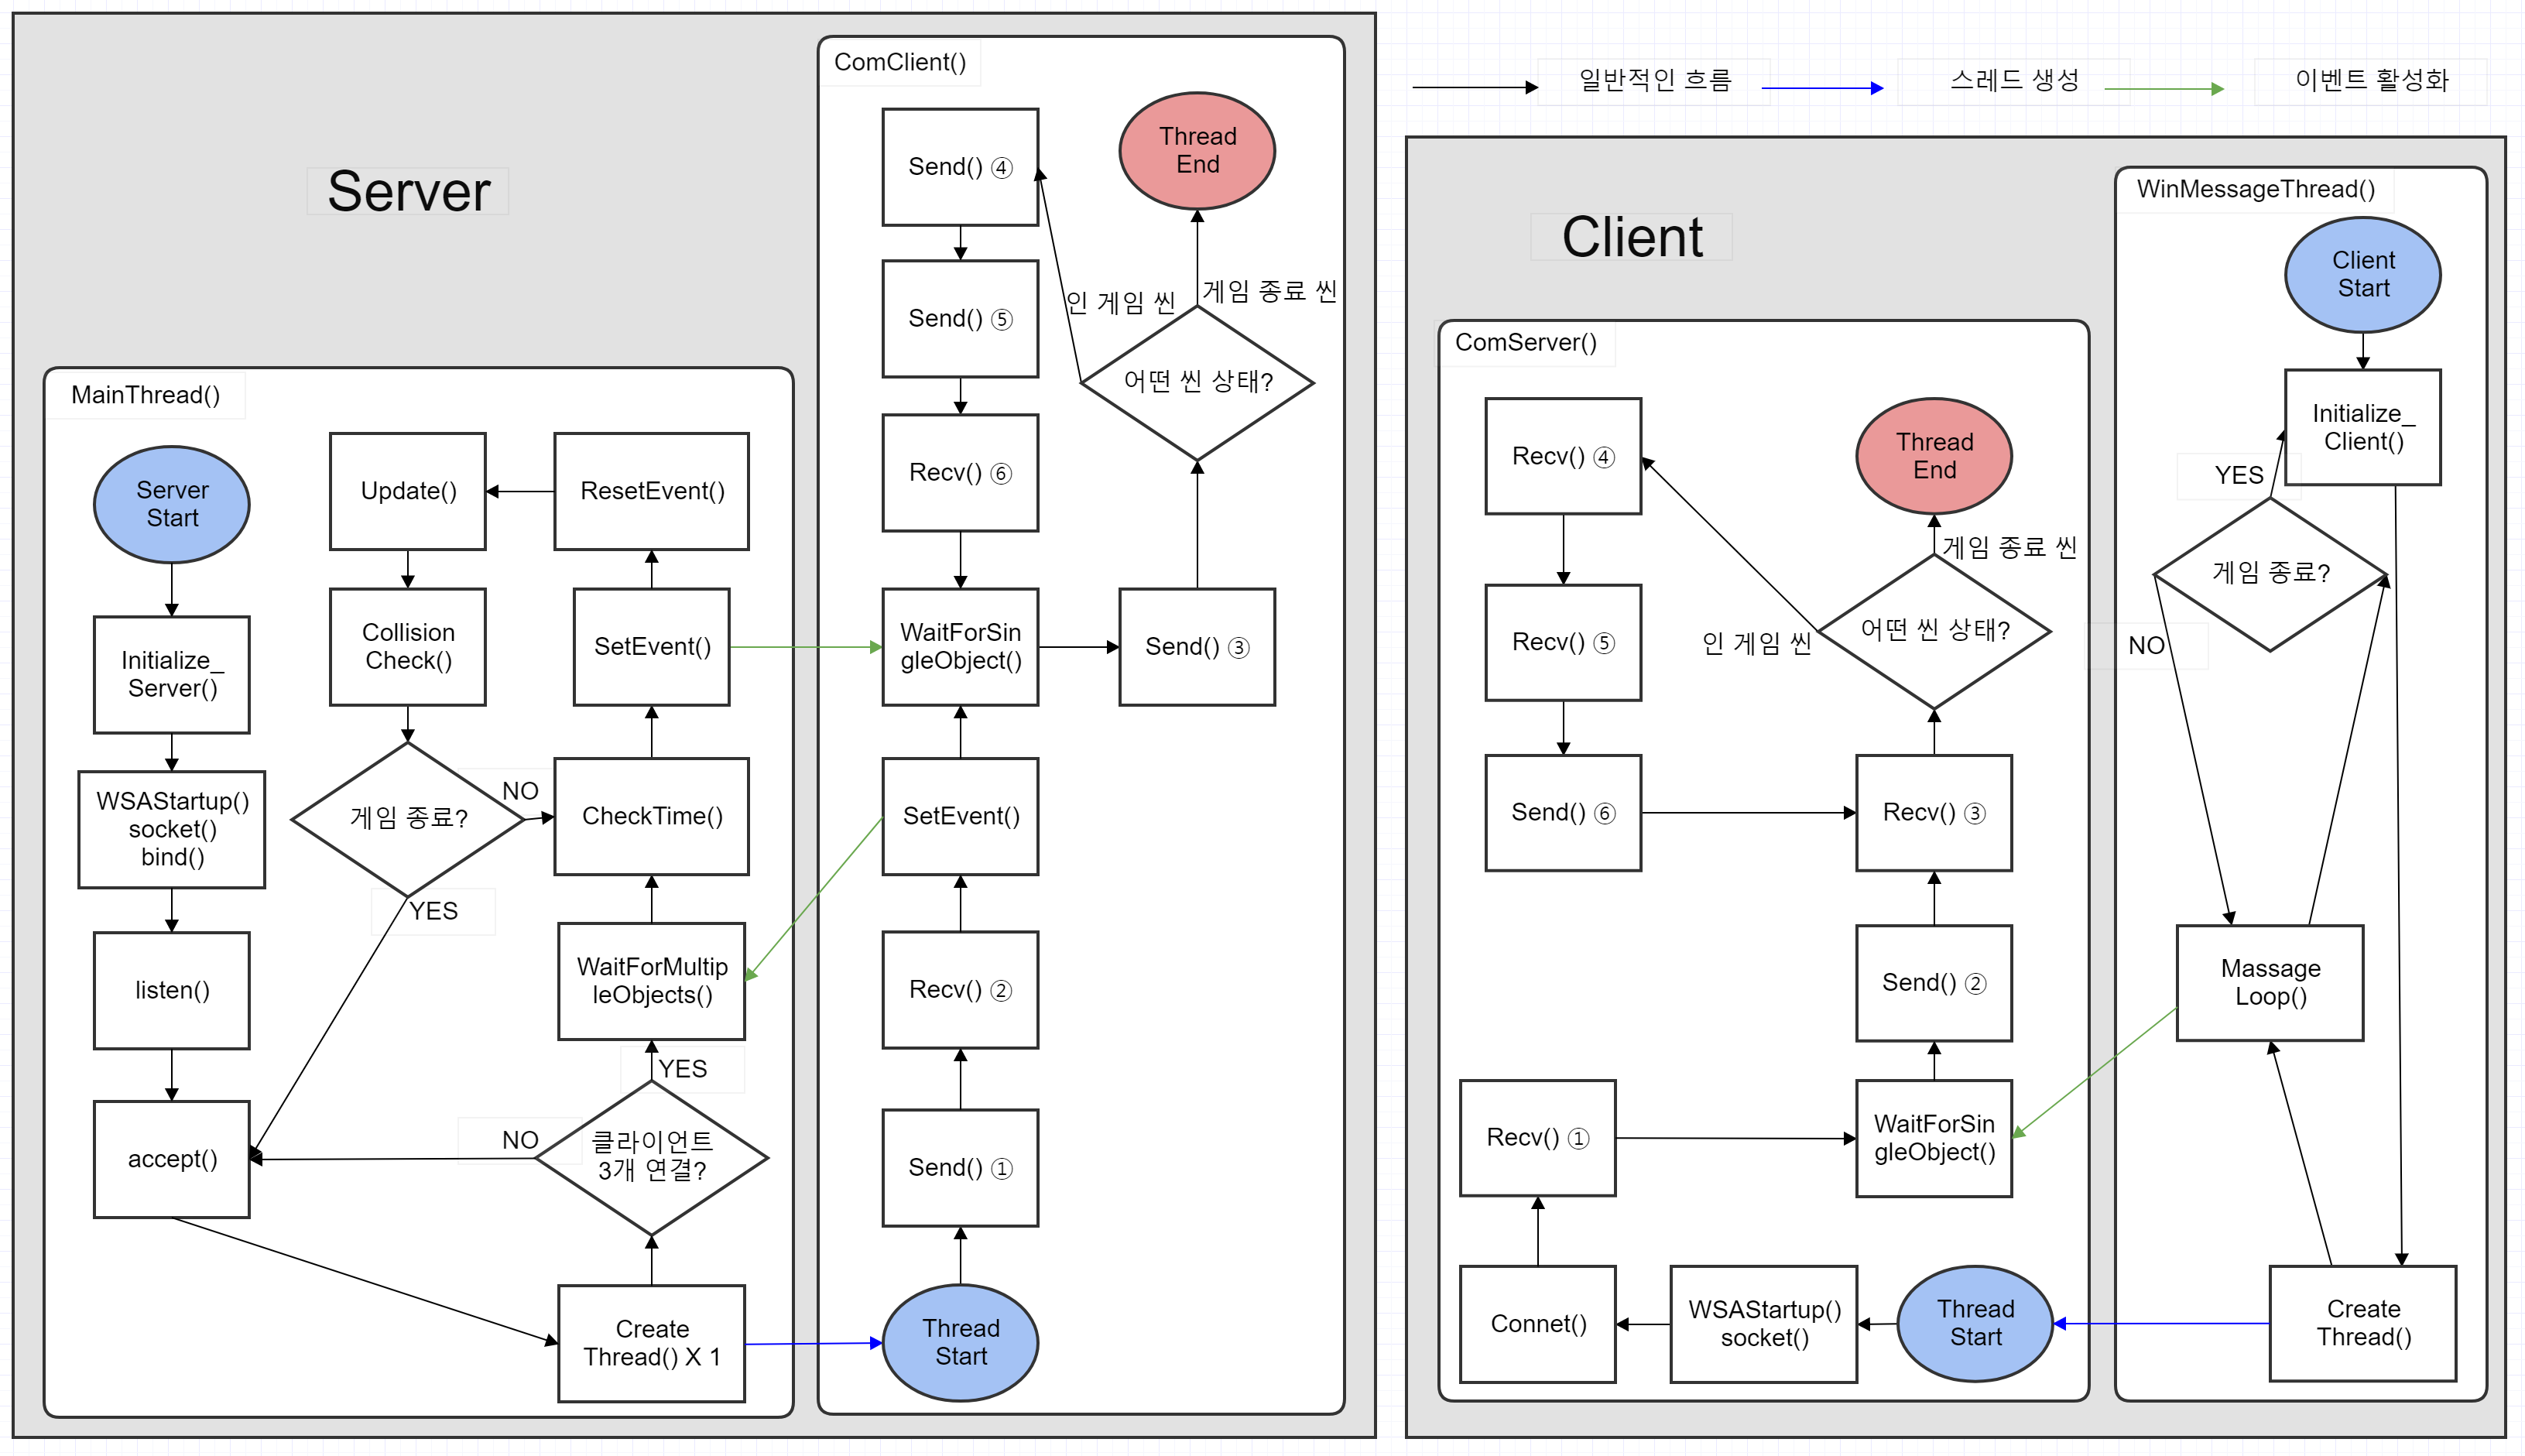 Server
MainThread()
Server
Start
Initialize_
Server()
WSAStartup()
socket()
bind()
listen()
accept()
Update()
Collision
Check()
게임 종료?
NO
YES
ResetEvent()
SetEvent()
CheckTime()
WaitForMultip
leObjects()
YES
NO
클라이언트
3개 연결?
Create
Thread() X 1
ComClient()
Send() ④
Send() ⑤
Recv() ⑥
WaitForSin
gleObject()
SetEvent()
Recv() ②
Send() ①
Thread
Start
Thread
End
인 게임 씬
게임 종료 씬
어떤 씬 상태?
Send() ③
일반적인 흐름
스레드 생성
이벤트 활성화
Client
ComServer()
Recv() ④
Recv() ⑤
Send() ⑥
Thread
End
게임 종료 씬
어떤 씬 상태?
인 게임 씬
Recv() ③
Send() ②
WaitForSin
gleObject()
Recv() ①
Connet()
WSAStartup()
socket()
Thread
Start
WinMessageThread()
Client
Start
Initialize_
Client()
YES
게임 종료?
NO
Massage
Loop()
Create
Thread()